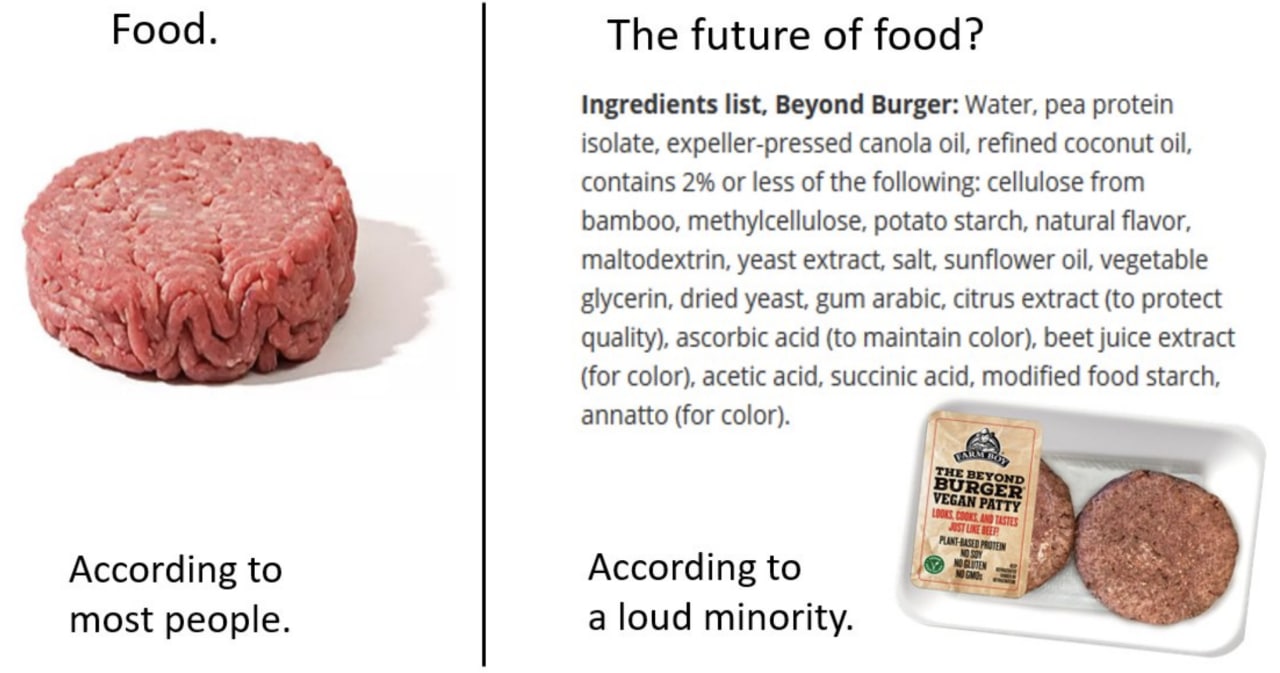 Food.
According to
most people.
The future of food?
Ingredients list, Beyond Burger: Water, pea protein
isolate, expeller-pressed canola oil, refined coconut oil,
contains 2% or less of the following: cellulose from
bamboo, methylcellulose, potato starch, natural flavor,
maltodextrin, yeast extract, salt, sunflower oil, vegetable
glycerin, dried yeast, gum arabic, citrus extract (to protect
quality), ascorbic acid (to maintain color), beet juice extract
(for color), acetic acid, succinic acid, modified food starch,
annatto (for color).
According to
a loud minority.
FARM BOY
THE BEYOND
BURGER
VEGAN PATTY
LOOKS, COOKS, AND TASTES
JUST LIKE BEEF!
PLANT-BASED PROTEIN
NO SOY
NO GLUTEN
NO GMOs